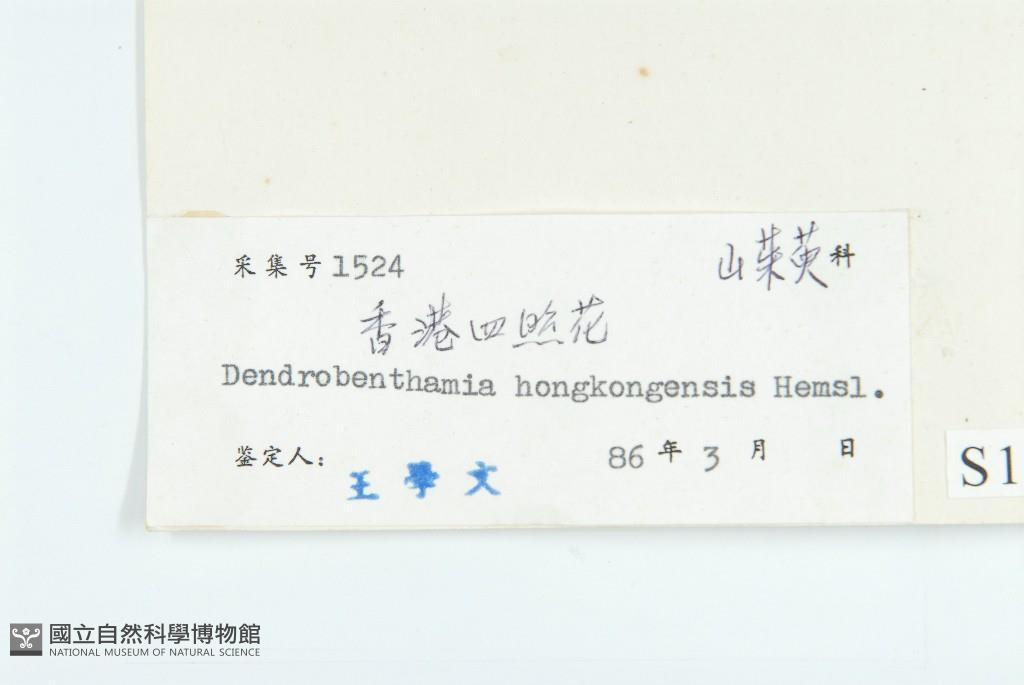 采集号1524 山茱萸科
香港四照花
Dendrobenthamia hongkongensis Hemsl.
鉴定人: 王學文 86年3月 日
S1
國立自然科學博物館
NATIONAL MUSEUM OF NATURAL SCIENCE